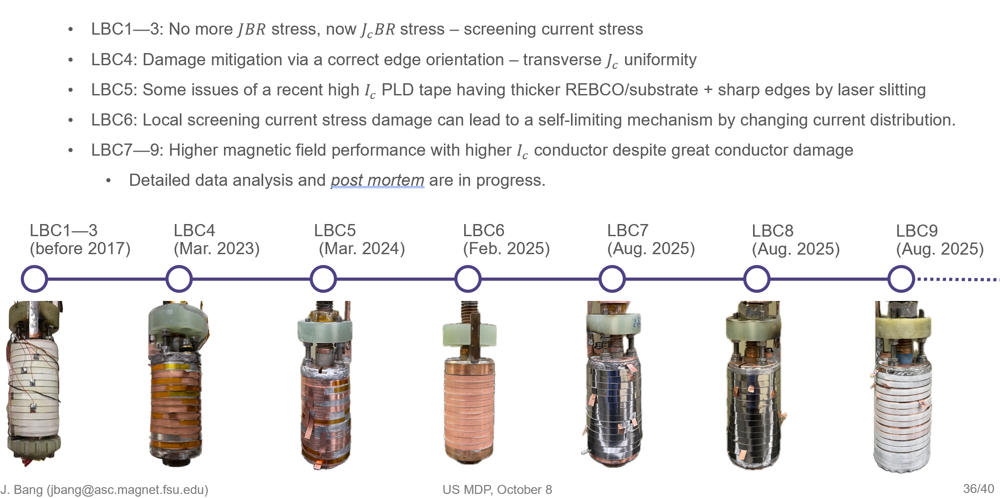 • LBC1—3: No more JBR stress, now J_cBR stress – screening current stress
• LBC4: Damage mitigation via a correct edge orientation – transverse J_c uniformity
• LBC5: Some issues of a recent high I_c PLD tape having thicker REBCO/substrate + sharp edges by laser slitting
• LBC6: Local screening current stress damage can lead to a self-limiting mechanism by changing current distribution.
• LBC7—9: Higher magnetic field performance with higher I_c conductor despite great conductor damage
• Detailed data analysis and post mortem are in progress.
LBC1—3
(before 2017)
LBC4
(Mar. 2023)
LBC5
(Mar. 2024)
LBC6
(Feb. 2025)
LBC7
(Aug. 2025)
LBC8
(Aug. 2025)
LBC9
(Aug. 2025)
J. Bang (jbang@asc.magnet.fsu.edu)
US MDP, October 8
36/40